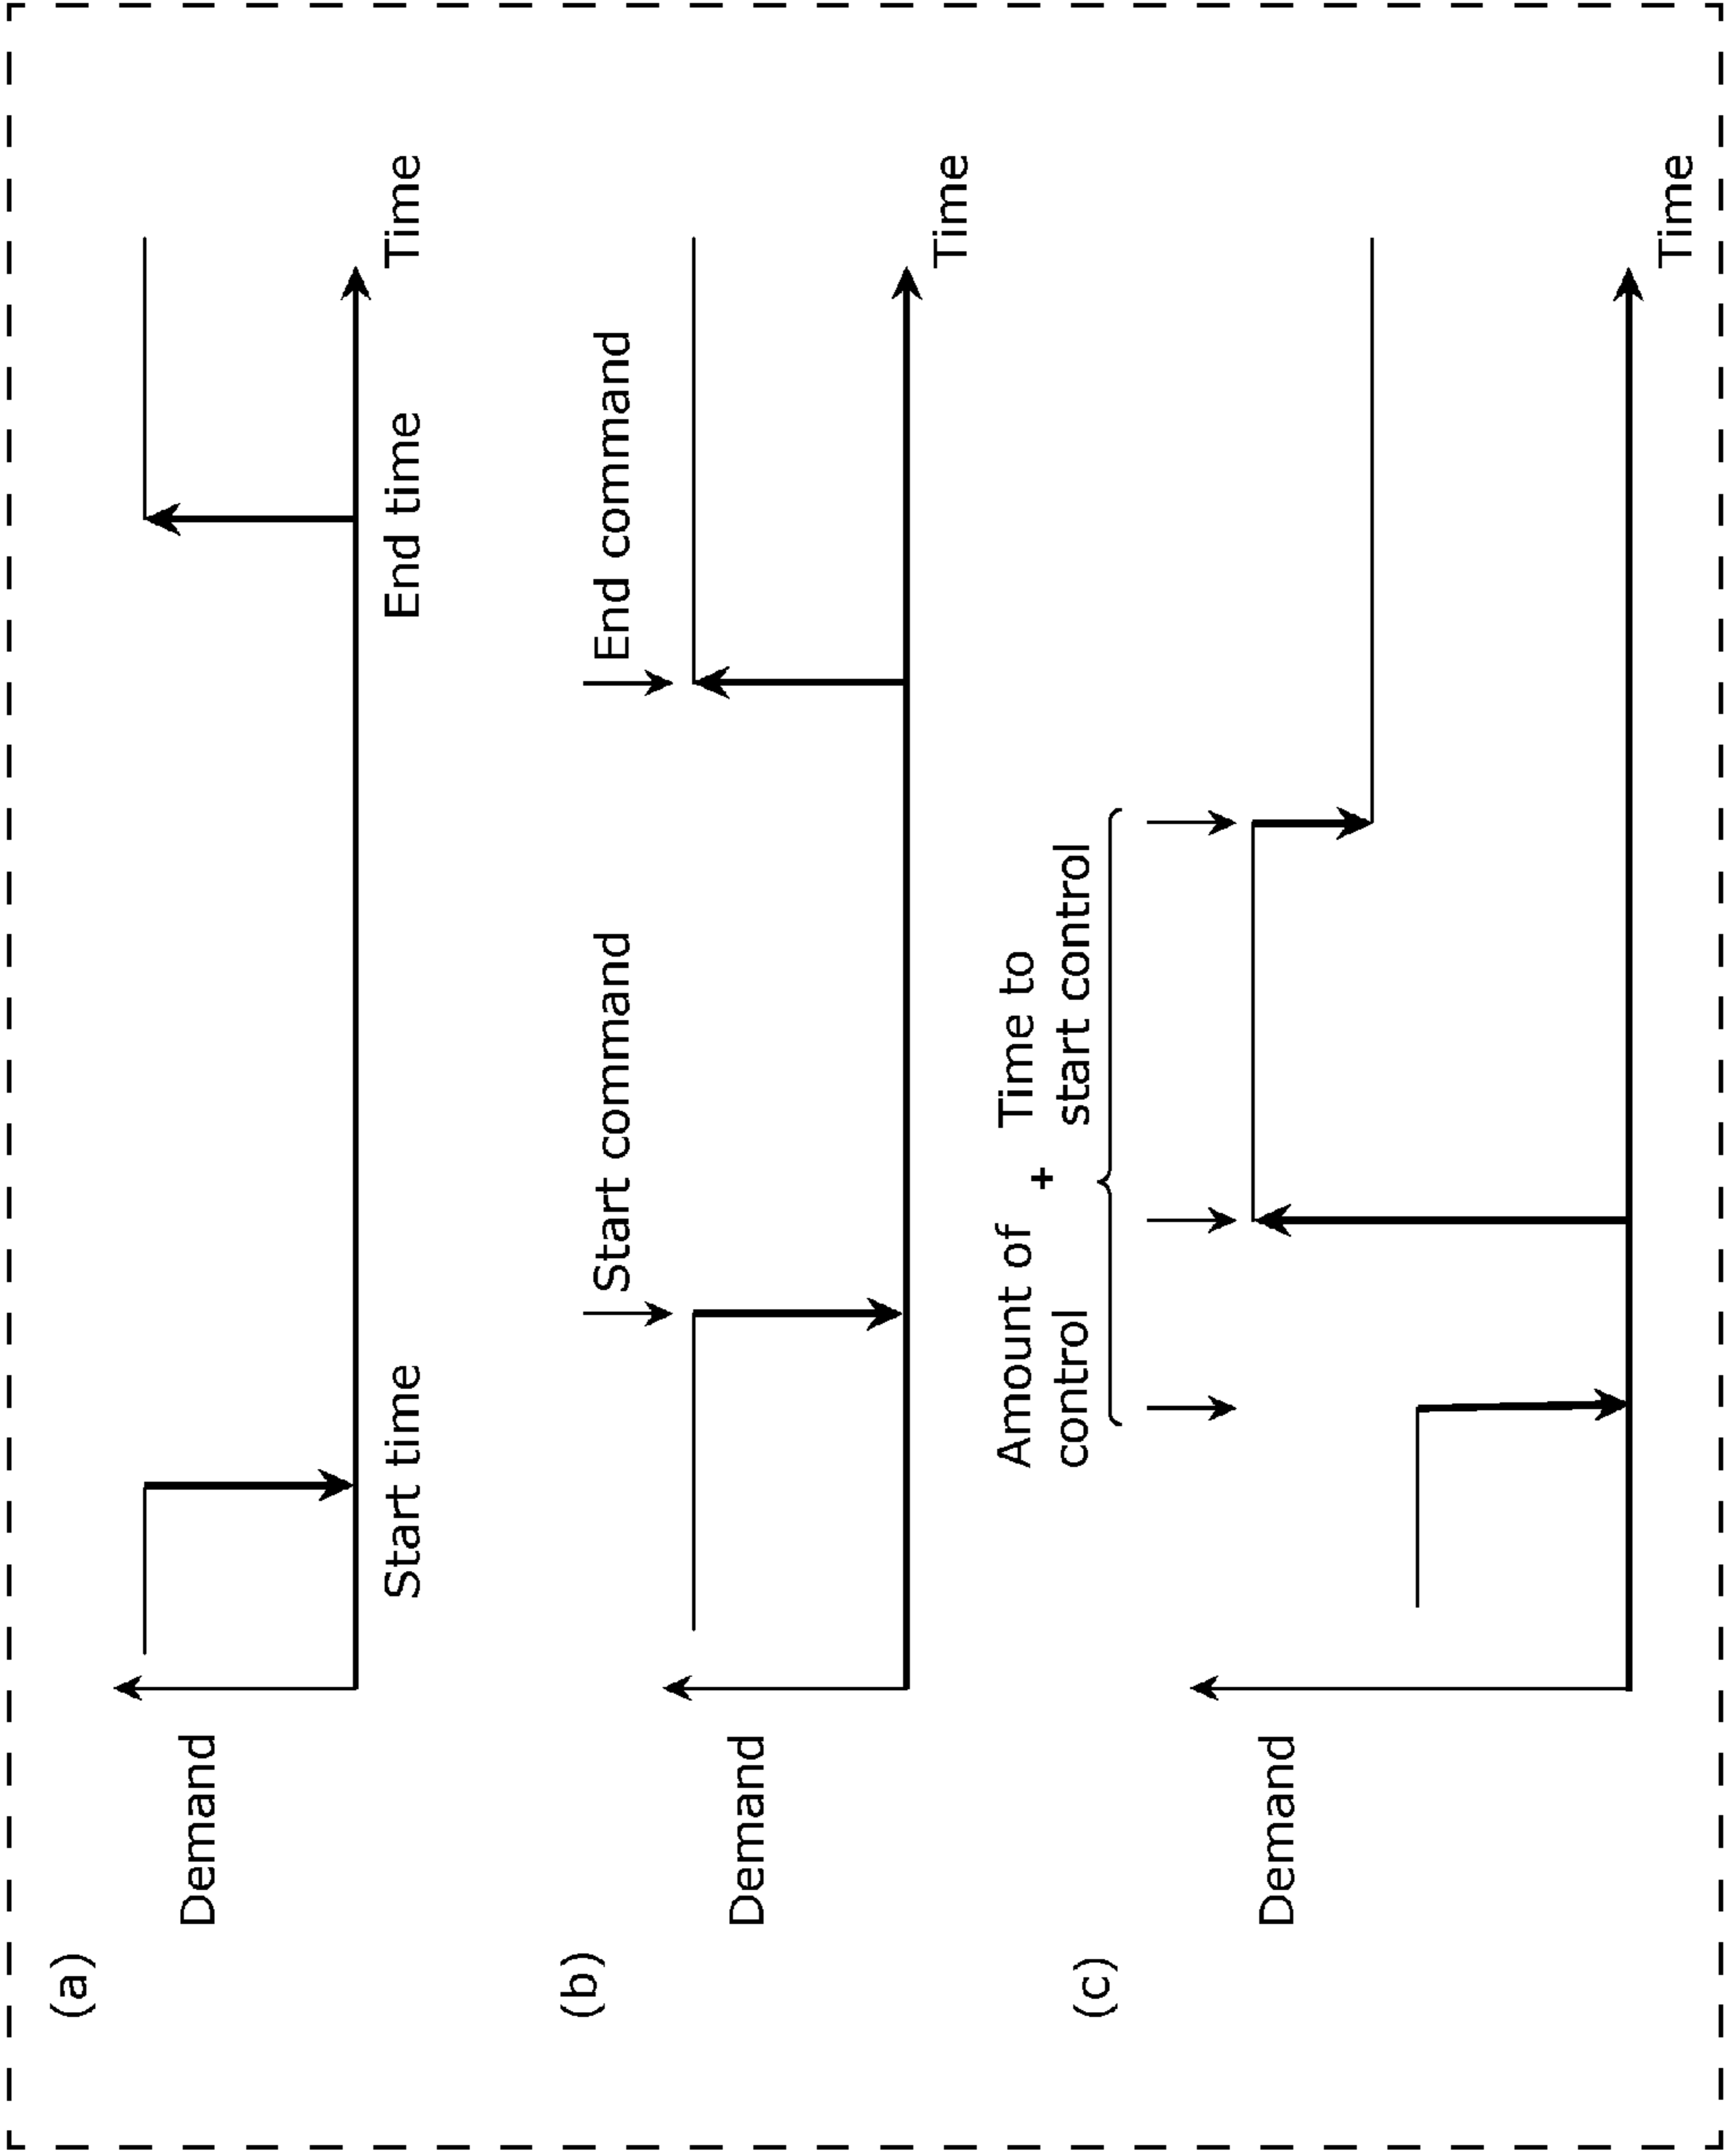 (a)
Demand
Start time
End time
Time
(b)
Start command
End command
Demand
Time
(c)
Amount of + Time to
control start control
Demand
Time